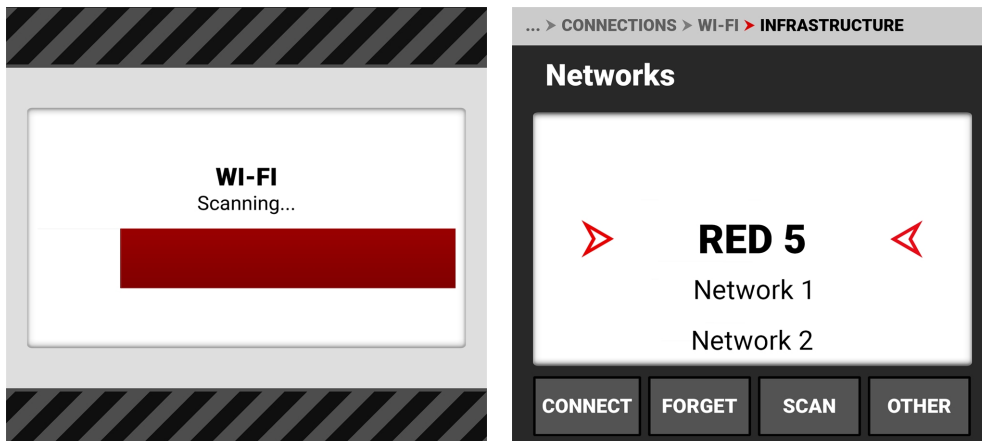 WI-FI
Scanning...
... > CONNECTIONS > WI-FI > INFRASTRUCTURE
Networks
RED 5
Network 1
Network 2
CONNECT FORGET SCAN OTHER